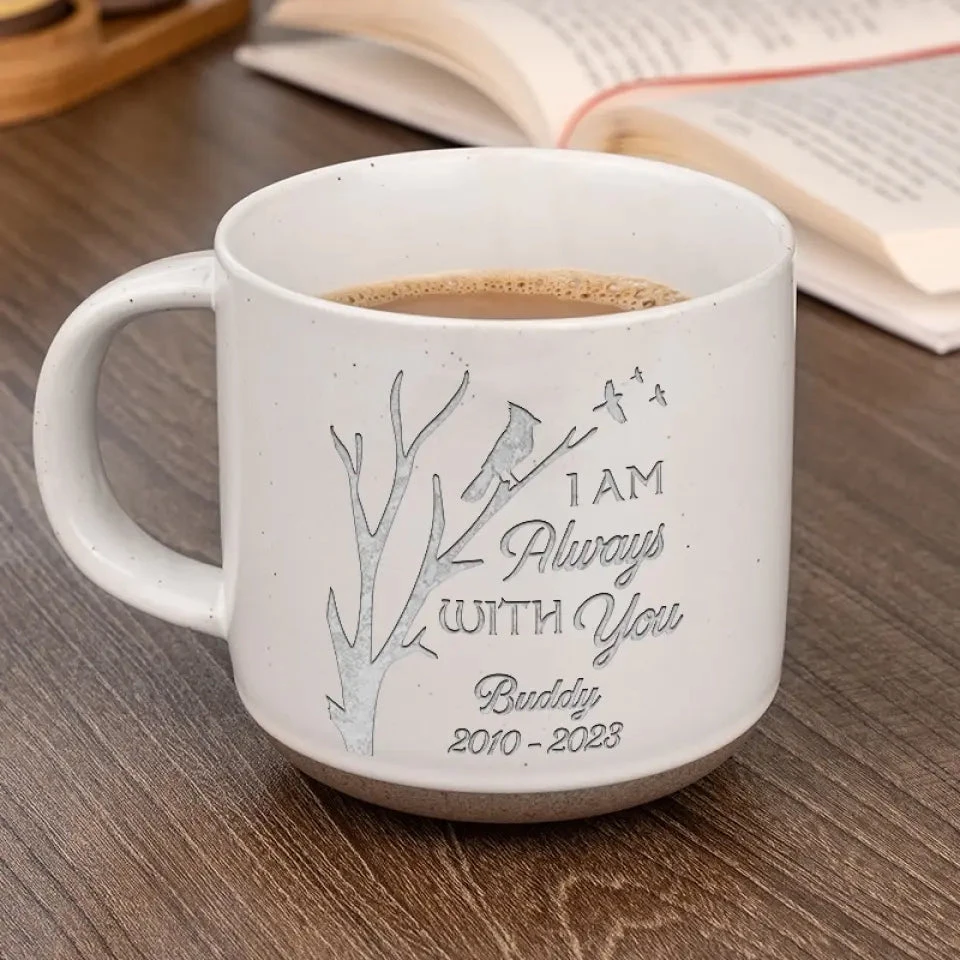 I AM
Always
WITH You
Buddy
2010 - 2023